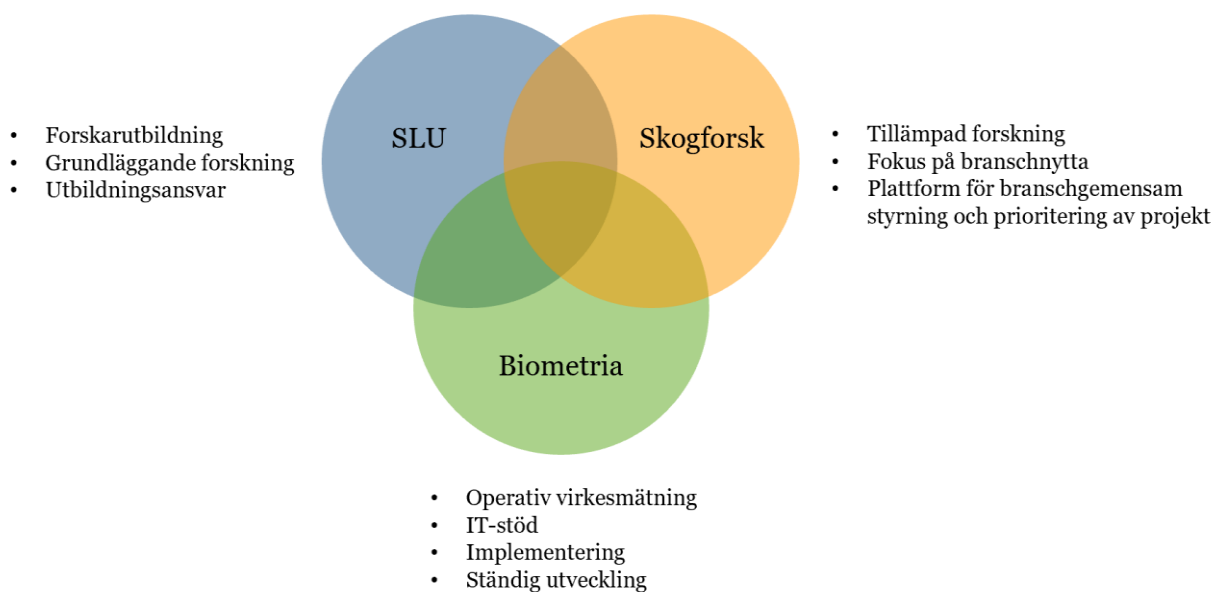 SLU
Skogforsk
Biometria
• Forskarutbildning
• Grundläggande forskning
• Utbildningsansvar
• Tillämpad forskning
• Fokus på branschnytta
• Plattform för branschgemensam
styrning och prioritering av projekt
• Operativ virkesmätning
• IT-stöd
• Implementering
• Ständig utveckling